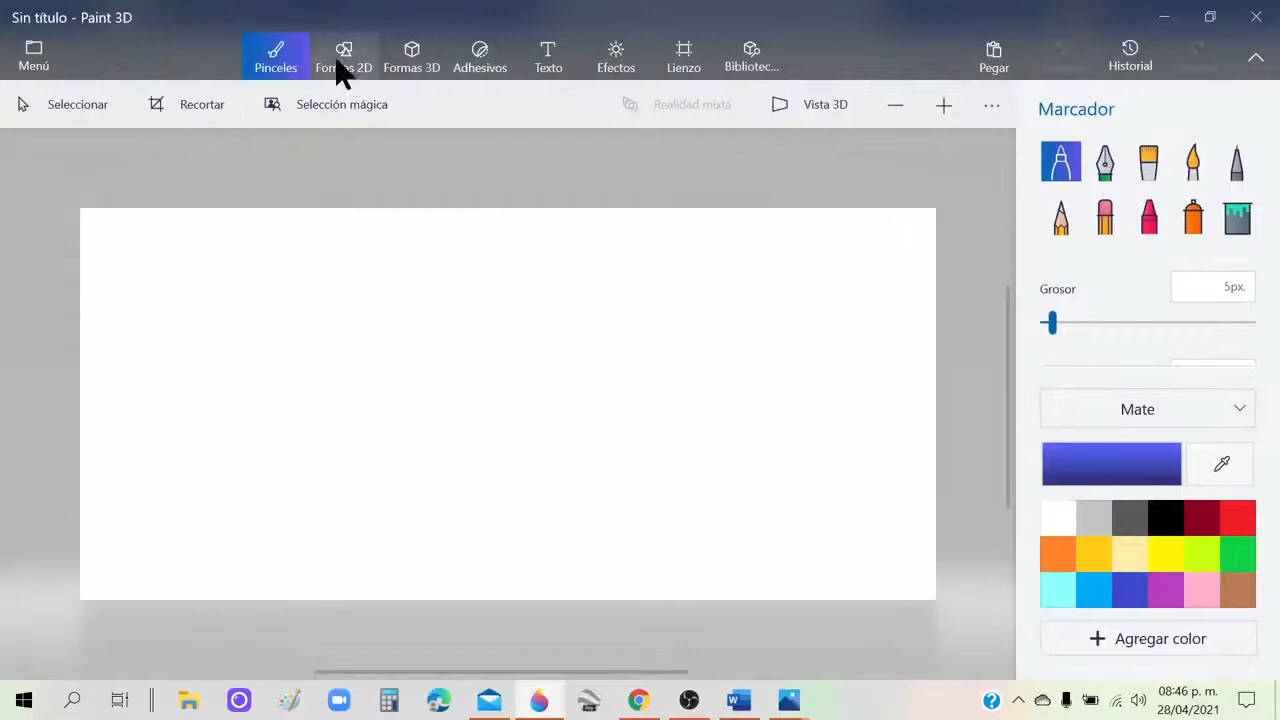 Sin título - Paint 3D
Menú
Pinceles
Formas 2D
Formas 3D
Adhesivos
Texto
Efectos
Lienzo
Bibliotec...
Pegar
Historial
Seleccionar
Recortar
Selección mágica
Realidad mixta
Vista 3D
Marcador
Grosor
5px.
Mate
Agregar color
08:46 p. m.
28/04/2021